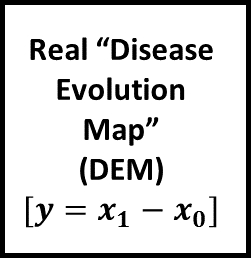 Real “Disease
Evolution
Map”
(DEM)
[y = x₁ − x₀]